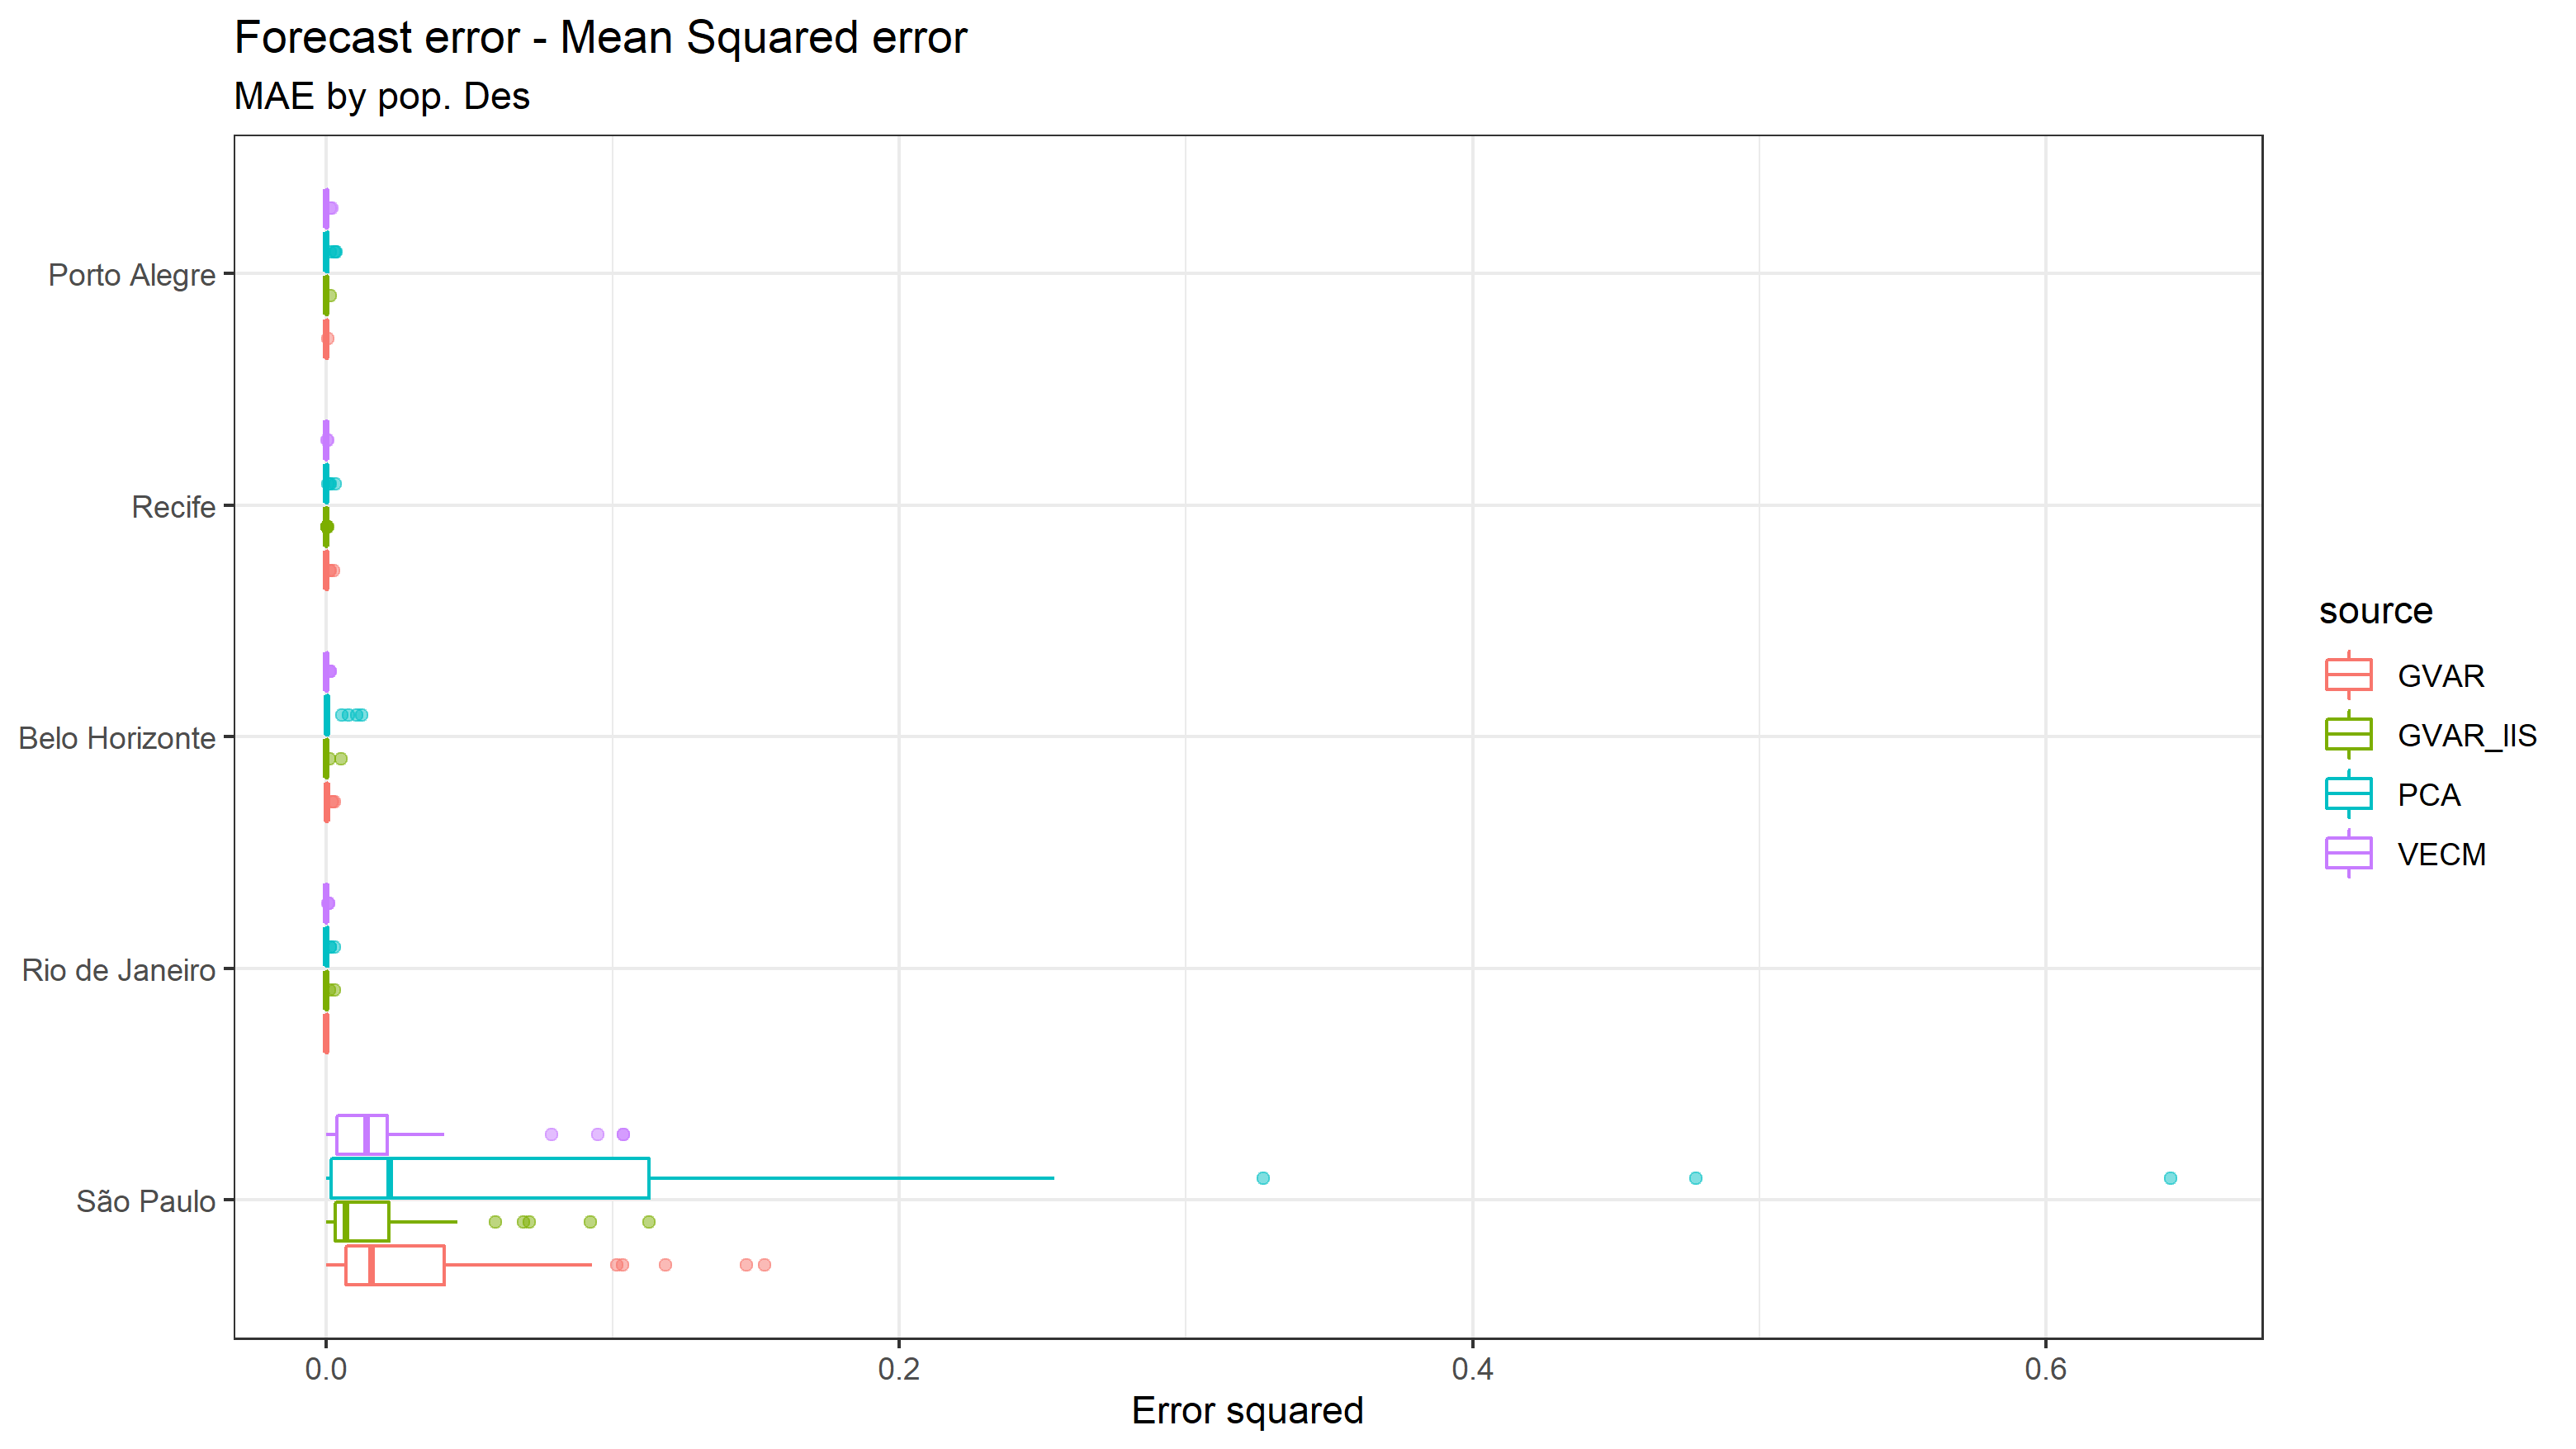 Forecast error - Mean Squared error
MAE by pop. Des
Porto Alegre
Recife
Belo Horizonte
Rio de Janeiro
São Paulo
0.0
0.2
0.4
0.6
Error squared
source
GVAR
GVAR_IIS
PCA
VECM